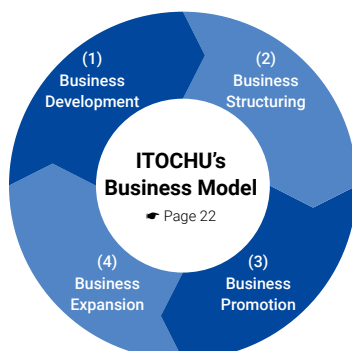 (1)
Business
Development
(2)
Business
Structuring
ITOCHU's
Business Model
☛ Page 22
(4)
Business
Expansion
(3)
Business
Promotion